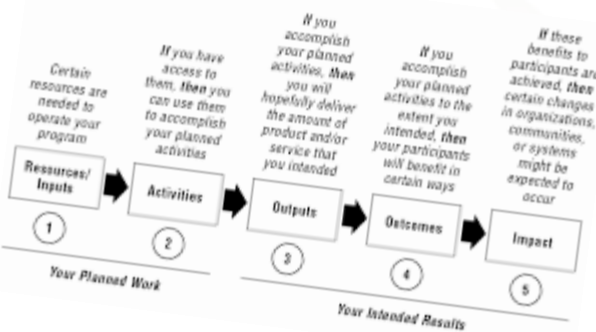 Certain
resources are
needed to
operate your
program
If you have
access to
them, then you
can use them
to accomplish
your planned
activities
If you
accomplish
your planned
activities, then
you will
hopefully deliver
the amount of
product and/or
service that
you intended
If you
accomplish
your planned
activities to the
extent you
intended, then
your participants
will benefit in
certain ways
If these
benefits to
participants are
achieved, then
certain changes
in organizations,
communities,
or systems
might be
expected to
occur
Resources/
Inputs
Activities
Outputs
Outcomes
Impact
1
2
3
4
5
Your Planned Work
Your Intended Results